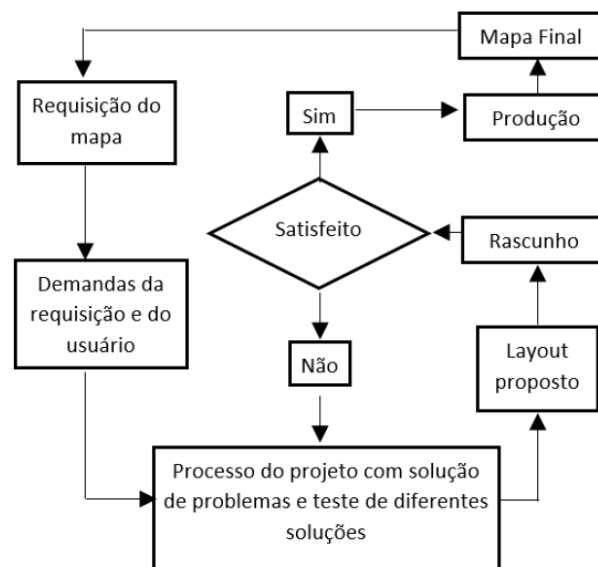 Mapa Final
Requisição do
mapa
Sim
Produção
Satisfeito
Rascunho
Demandas da
requisição e do
usuário
Não
Layout
proposto
Processo do projeto com solução
de problemas e teste de diferentes
soluções